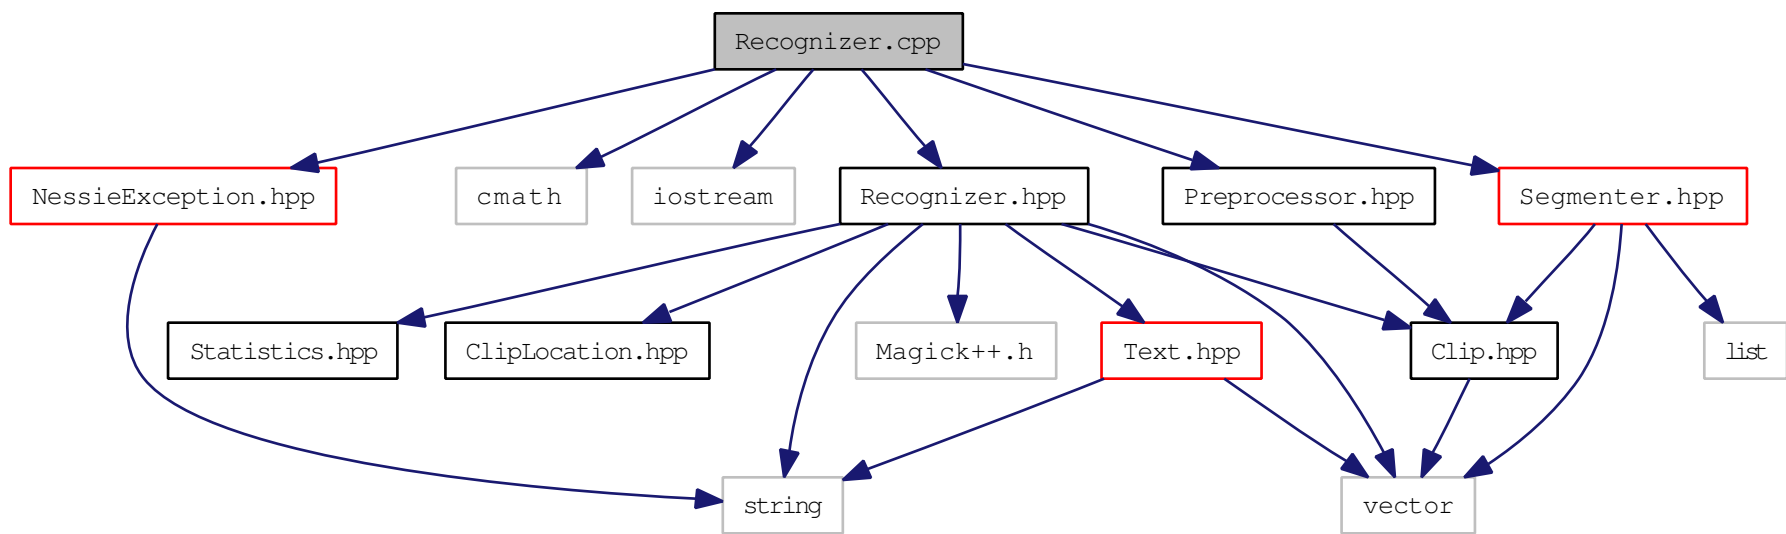 Recognizer.cpp
NessieException.hpp
cmath
iostream
Recognizer.hpp
Preprocessor.hpp
Segmenter.hpp
Statistics.hpp
ClipLocation.hpp
Magick++.h
Text.hpp
Clip.hpp
list
string
vector